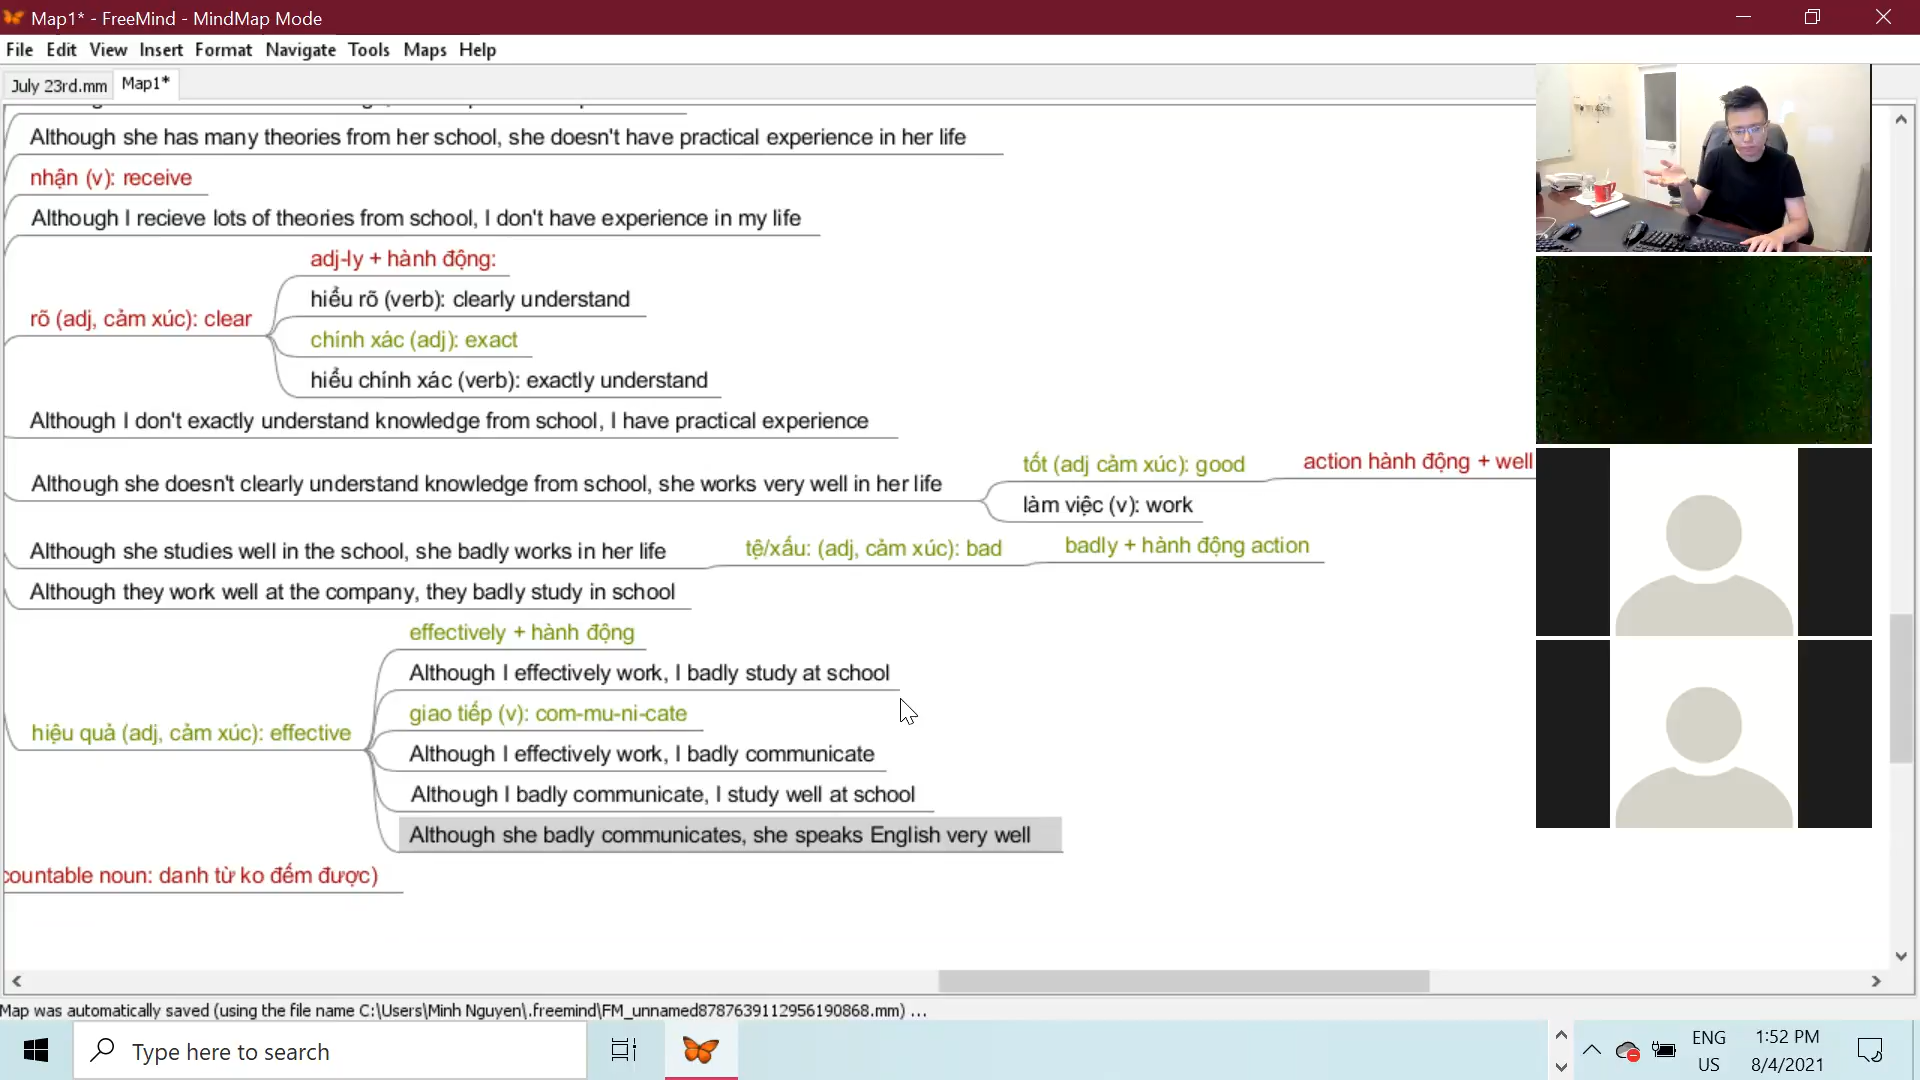 Map1* - FreeMind - MindMap Mode
File Edit View Insert Format Navigate Tools Maps Help
July 23rd.mm Map1*
Although she has many theories from her school, she doesn't have practical experience in her life
nhận (v): receive
Although I recieve lots of theories from school, I don't have experience in my life
adj-ly + hành động:
hiểu rõ (verb): clearly understand
rõ (adj, cảm xúc): clear
chính xác (adj): exact
hiểu chính xác (verb): exactly understand
Although I don't exactly understand knowledge from school, I have practical experience
tốt (adj cảm xúc): good
action hành động + well
Although she doesn't clearly understand knowledge from school, she works very well in her life
làm việc (v): work
Although she studies well in the school, she badly works in her life
tệ/xấu: (adj, cảm xúc): bad
badly + hành động action
Although they work well at the company, they badly study in school
effectively + hành động
Although I effectively work, I badly study at school
giao tiếp (v): com-mu-ni-cate
hiệu quả (adj, cảm xúc): effective
Although I effectively work, I badly communicate
Although I badly communicate, I study well at school
Although she badly communicates, she speaks English very well
countable noun: danh từ ko đếm được)
Map was automatically saved (using the file name C:\Users\Minh Nguyen\.freemind\FM_unnamed8787639112956190868.mm) ...
Type here to search
ENG
US
1:52 PM
8/4/2021